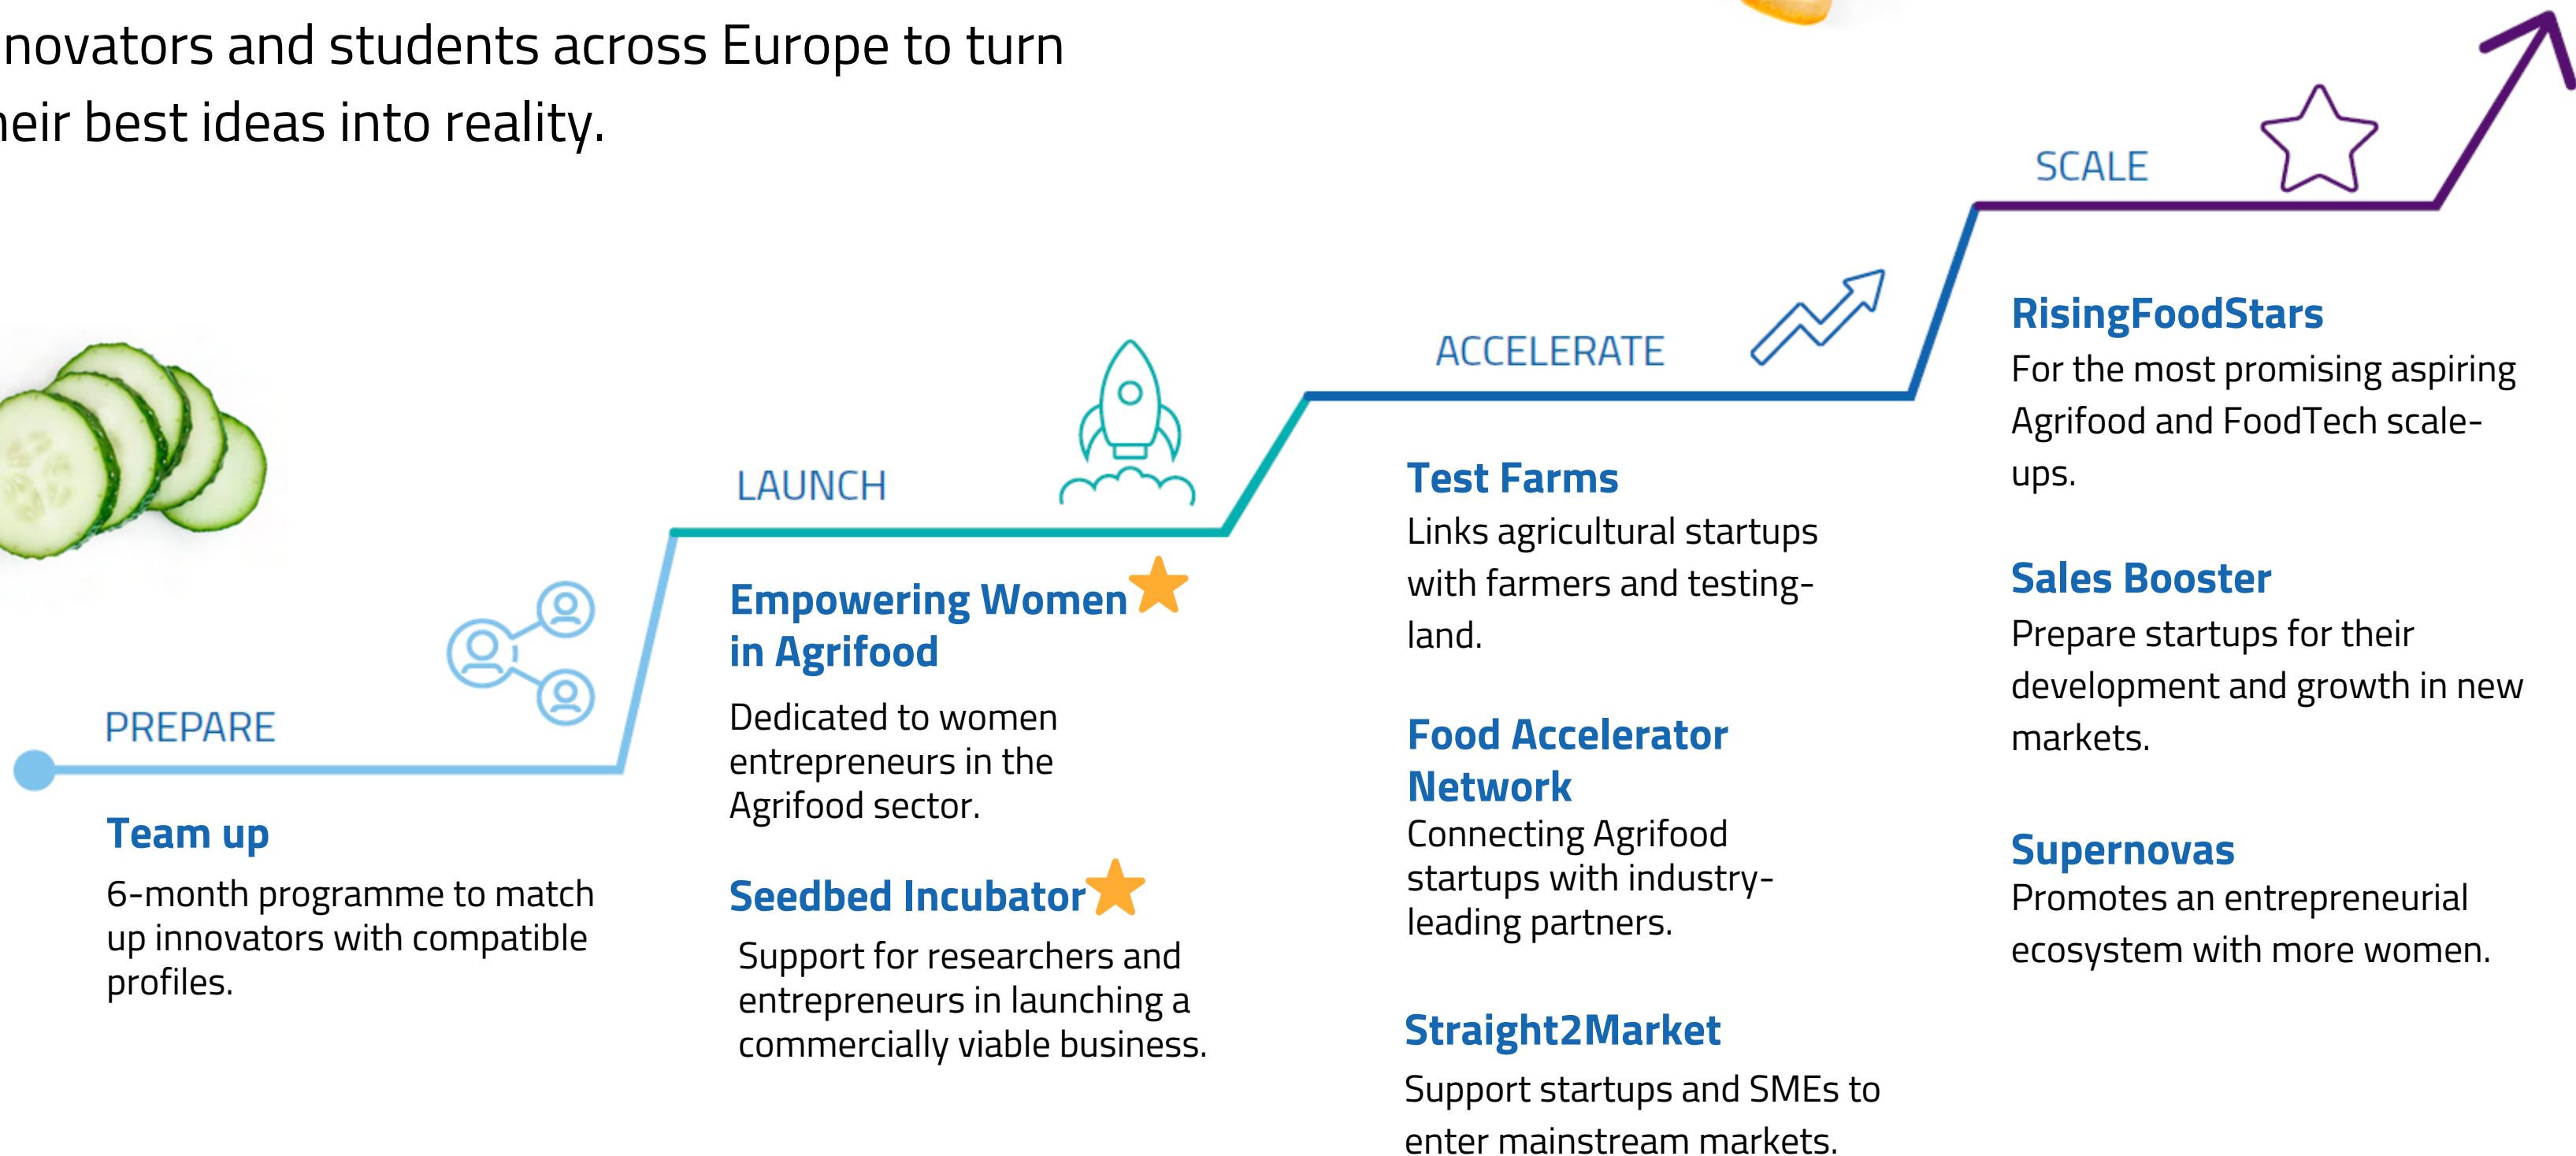 novators and students across Europe to turn
eir best ideas into reality.
PREPARE
Team up
6-month programme to match
up innovators with compatible
profiles.
LAUNCH
Empowering Women
in Agrifood
Dedicated to women
entrepreneurs in the
Agrifood sector.
Seedbed Incubator
Support for researchers and
entrepreneurs in launching a
commercially viable business.
ACCELERATE
Test Farms
Links agricultural startups
with farmers and testing-
land.
Food Accelerator
Network
Connecting Agrifood
startups with industry-
leading partners.
Straight2Market
Support startups and SMEs to
enter mainstream markets.
SCALE
RisingFoodStars
For the most promising aspiring
Agrifood and FoodTech scale-
ups.
Sales Booster
Prepare startups for their
development and growth in new
markets.
Supernovas
Promotes an entrepreneurial
ecosystem with more women.